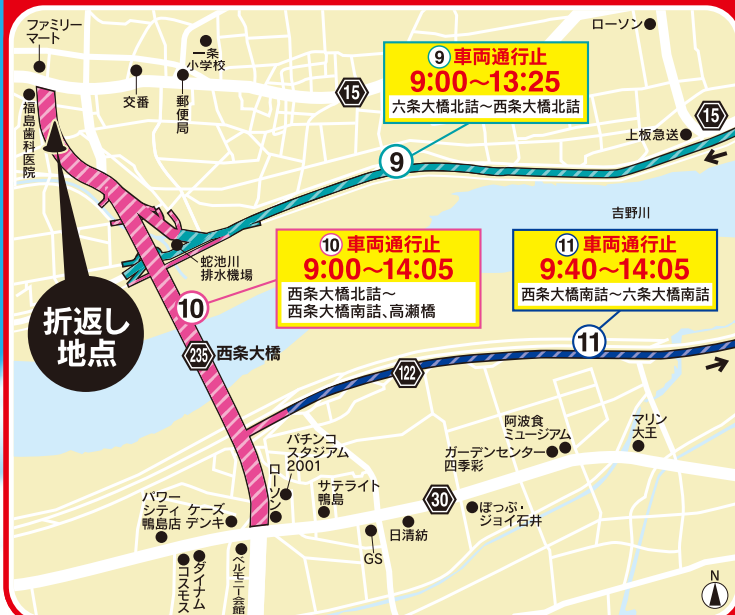 ファミリー
マート
一条
小学校
ローソン
交番
郵便局
福島歯科医院
15
⑨車両通行止
9:00～13:25
六条大橋北詰～西条大橋北詰
15
上板急送
9
吉野川
蛇池川
排水機場
⑩車両通行止
9:00～14:05
西条大橋北詰～
西条大橋南詰、高瀬橋
⑪車両通行止
9:40～14:05
西条大橋南詰～六条大橋南詰
折返し
地点
10
235
西条大橋
11
122
パチンコ
スタジアム
2001
ローソン
サテライト
鴨島
阿波食
ミュージアム
ガーデンセンター
四季彩
マリン
大王
30
ぽっぷ・
ジョイ石井
日清紡
GS
パワー
シティ
鴨島店
ケーズ
デンキ
コスモス
ダイナム
ベルモニー会館
N